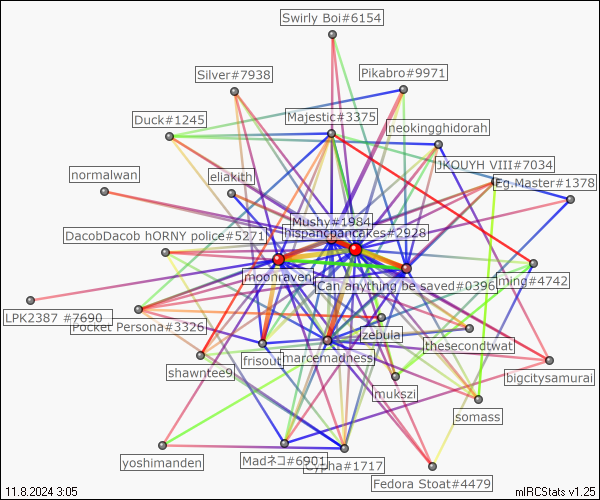 Swirly Boi#6154
Pikabro#9971
Silver#7938
Duck#1245
Majestic#3375
neokingghidorah
JKOUYH VIII#7034
normalwan
eliakith
Eg.Master#1378
Mushy#1984
DacobDacob hORNY police#5271
hispancpancakes#2928
moonraven
Can anything be saved#0396
ming#4742
LPK2387 #7690
Pocket Persona#3326
zebula
thesecondtwat
frisout
marcemadness
shawntee9
bigcitysamurai
mukszi
somass
yoshimanden
Madネコ#6901
#1717
Fedora Stoat#4479
11.8.2024 3:05
mIRCStats v1.25